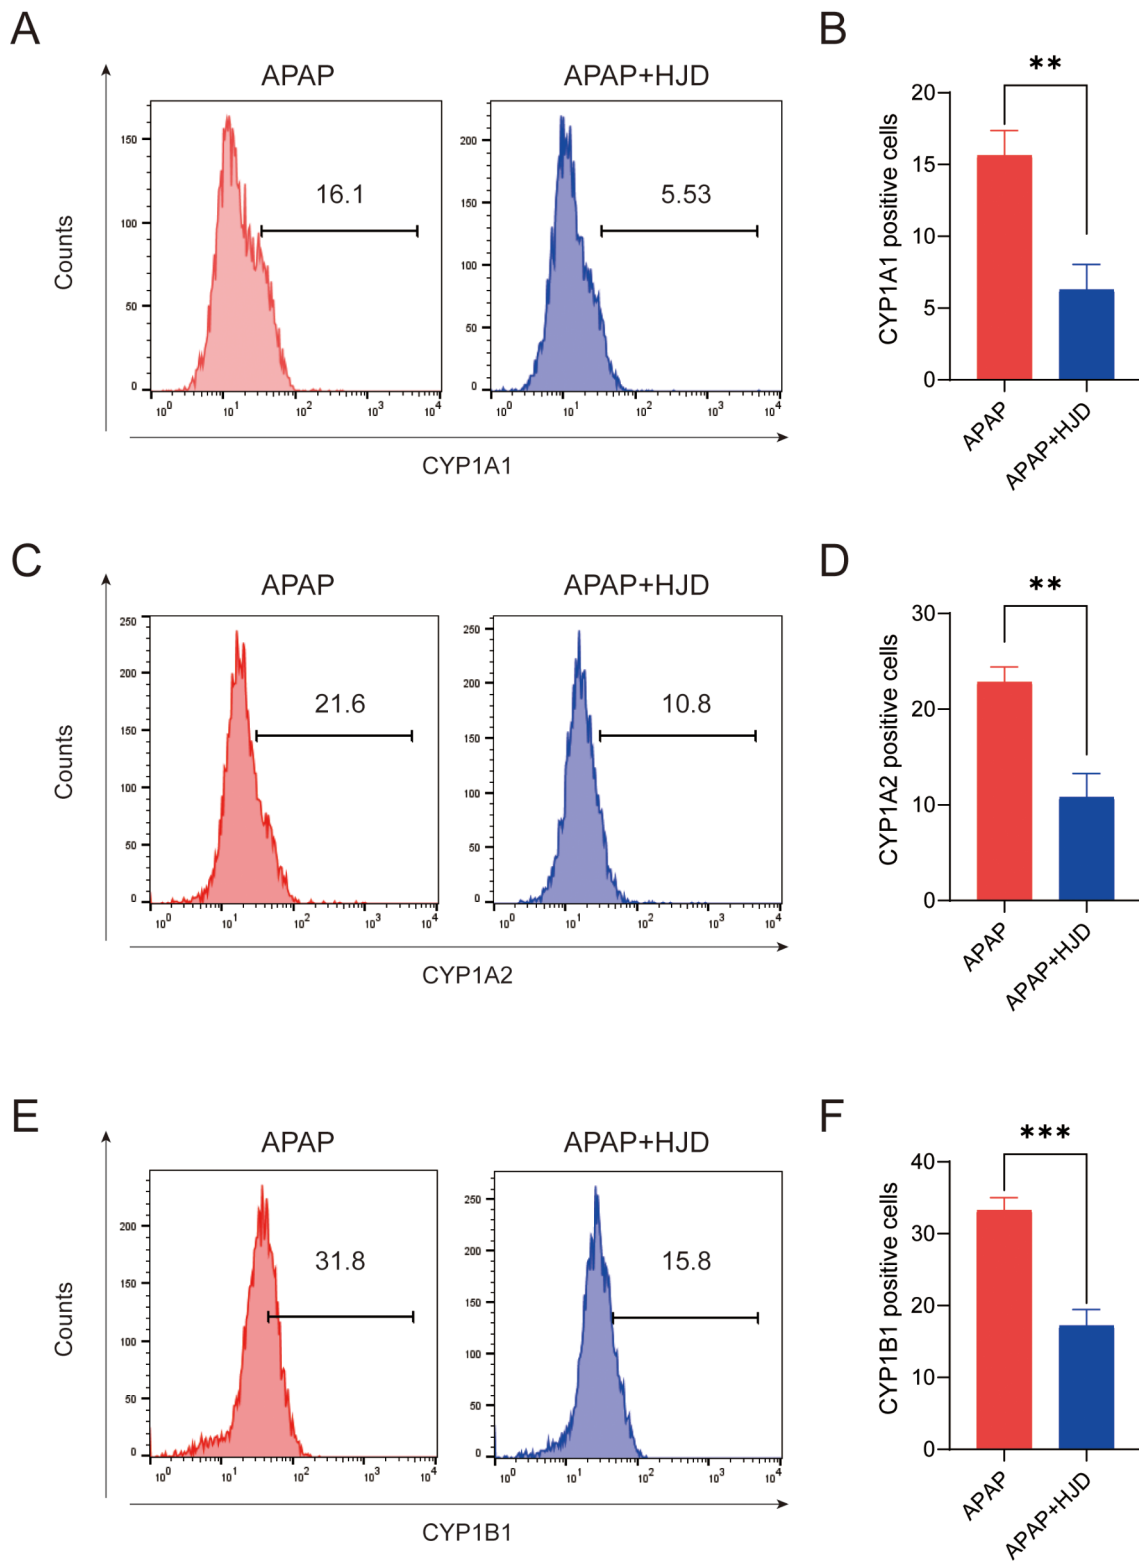 A
B
APAP
APAP+HJD
**
Counts
150
100
50
0
16.1
10⁰ 10¹ 10² 10³ 10⁴
200
150
100
50
0
5.53
10⁰ 10¹ 10² 10³ 10⁴
CYP1A1
CYP1A1 positive cells
20
15
10
5
0
APAP
APAP+HJD
C
D
APAP
APAP+HJD
**
Counts
250
200
150
100
50
0
21.6
10⁰ 10¹ 10² 10³ 10⁴
250
200
150
100
50
0
10.8
10⁰ 10¹ 10² 10³ 10⁴
CYP1A2
CYP1A2 positive cells
30
20
10
0
APAP
APAP+HJD
E
F
APAP
APAP+HJD
***
Counts
200
150
100
50
0
31.8
10⁰ 10¹ 10² 10³ 10⁴
250
200
150
100
50
0
15.8
10⁰ 10¹ 10² 10³ 10⁴
CYP1B1
CYP1B1 positive cells
40
30
20
10
0
APAP
APAP+HJD